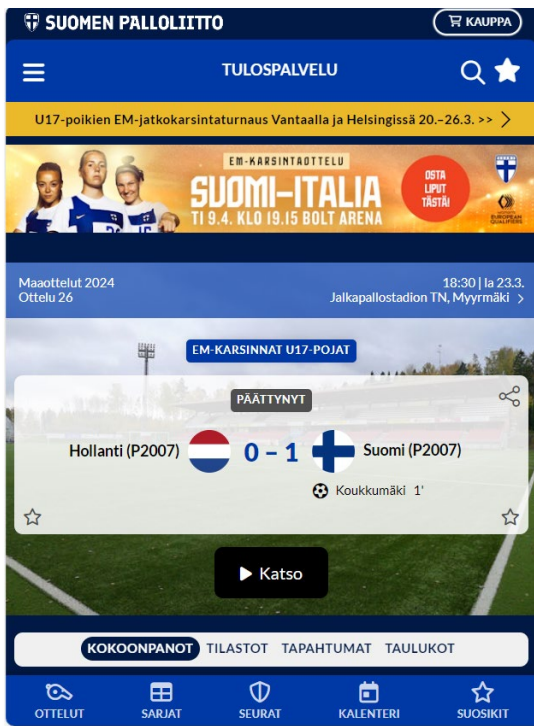 SUOMEN PALLOLIITTO
KAUPPA
TULOSPALVELU
U17-poikien EM-jatkokarsintaturnaus Vantaalla ja Helsingissä 20.–26.3. >>
EM-KARSINTAOTTELU
SUOMI–ITALIA
TI 9.4. KLO 19.15 BOLT ARENA
OSTA
LIPUT
TÄSTÄ!
EUROPEAN
QUALIFIERS
Maaottelut 2024
Ottelu 26
18:30 | la 23.3.
Jalkapallostadion TN, Myyrmäki
EM-KARSINNAT U17-POJAT
PÄÄTTYNYT
Hollanti (P2007) 0 – 1 Suomi (P2007)
Koukkumäki 1'
Katso
KOKOONPANOT TILASTOT TAPAHTUMAT TAULUKOT
OTTELUT SARJAT SEURAT KALENTERI SUOSIKIT